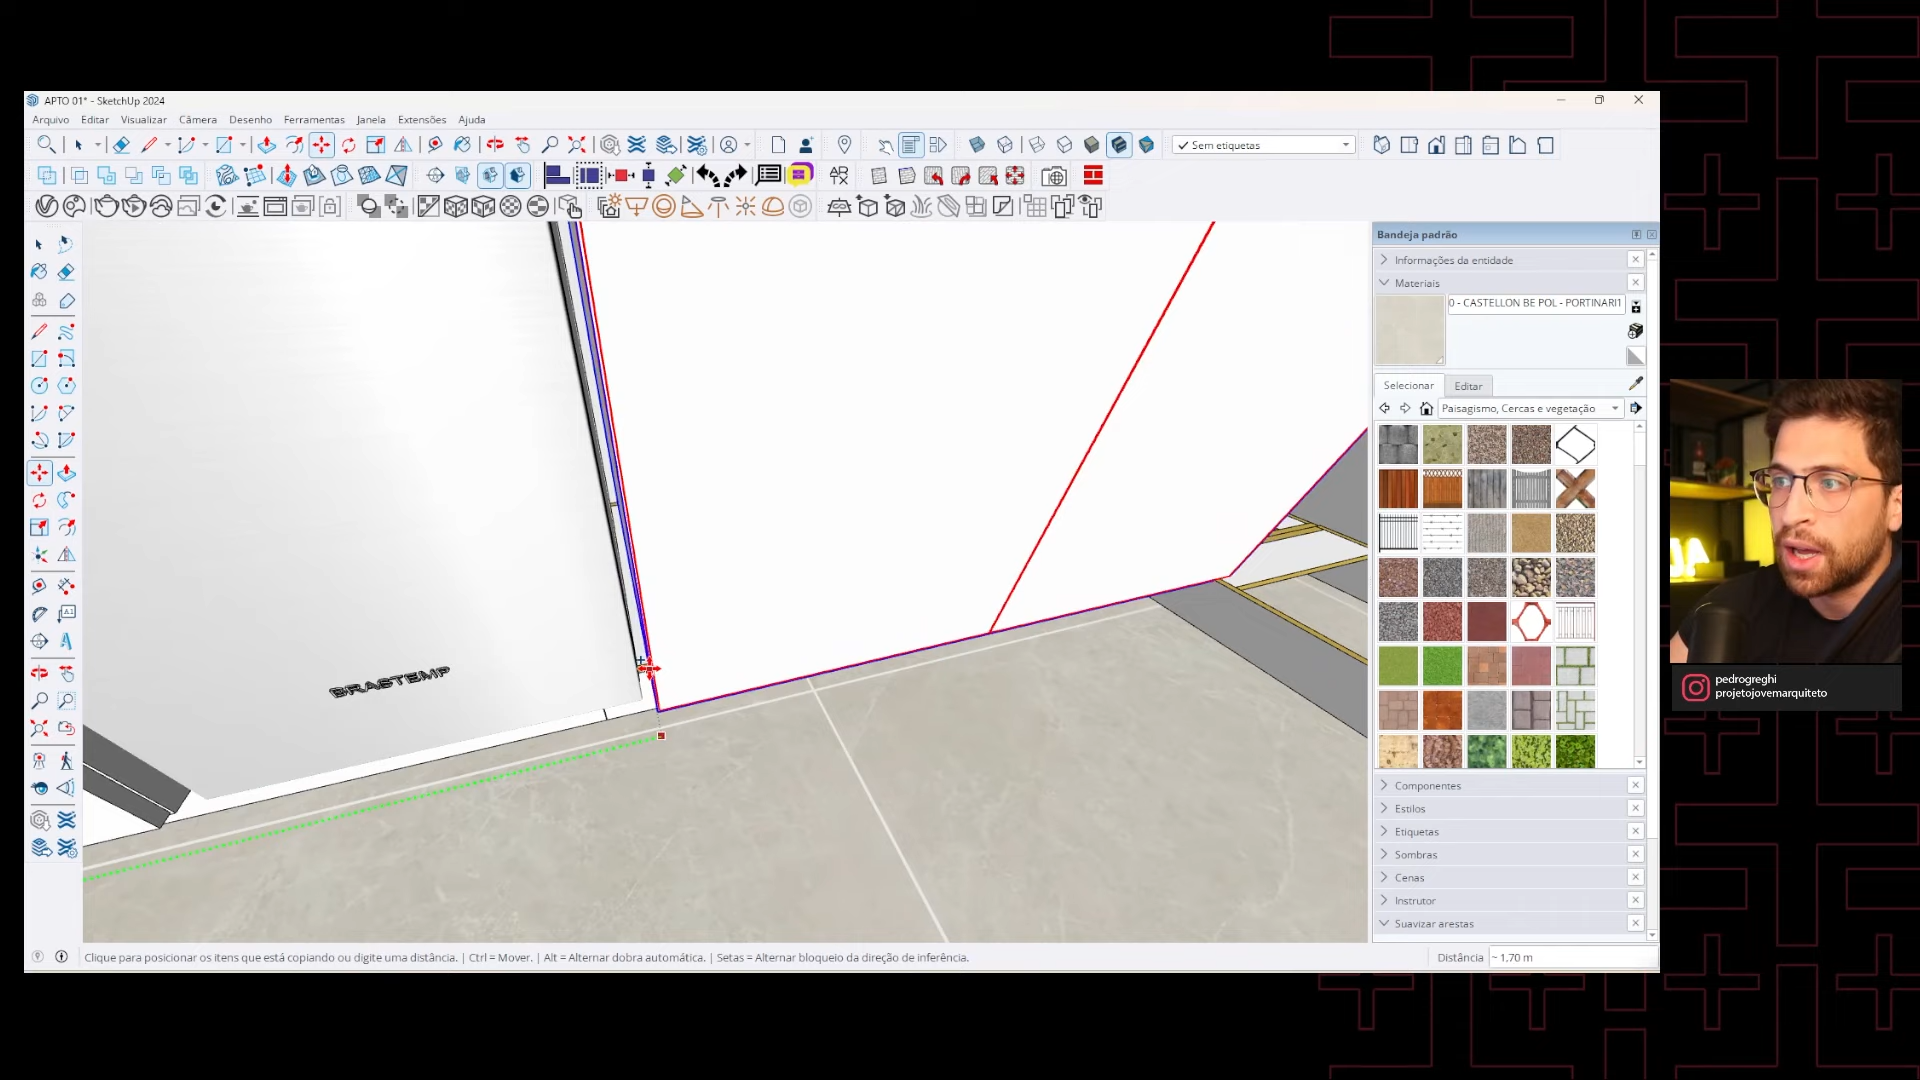 APTO 01* - SketchUp 2024
Arquivo Editar Visualizar Câmera Desenho Ferramentas Janela Extensões Ajuda
Sem etiquetas
Bandeja padrão
Informações da entidade
Materiais
0 - CASTELLON BE POL - PORTINARI1
Selecionar Editar
Paisagismo, Cercas e vegetação
BRASTEMP
pedrogreghi
projetojovemarquiteto
Componentes
Estilos
Etiquetas
Sombras
Cenas
Instrutor
Suavizar arestas
Clique para posicionar os itens que está copiando ou digite uma distância. | Ctrl = Mover. | Alt = Alternar dobra automática. | Setas = Alternar bloqueio da direção de inferência.
Distância ~ 1,70 m